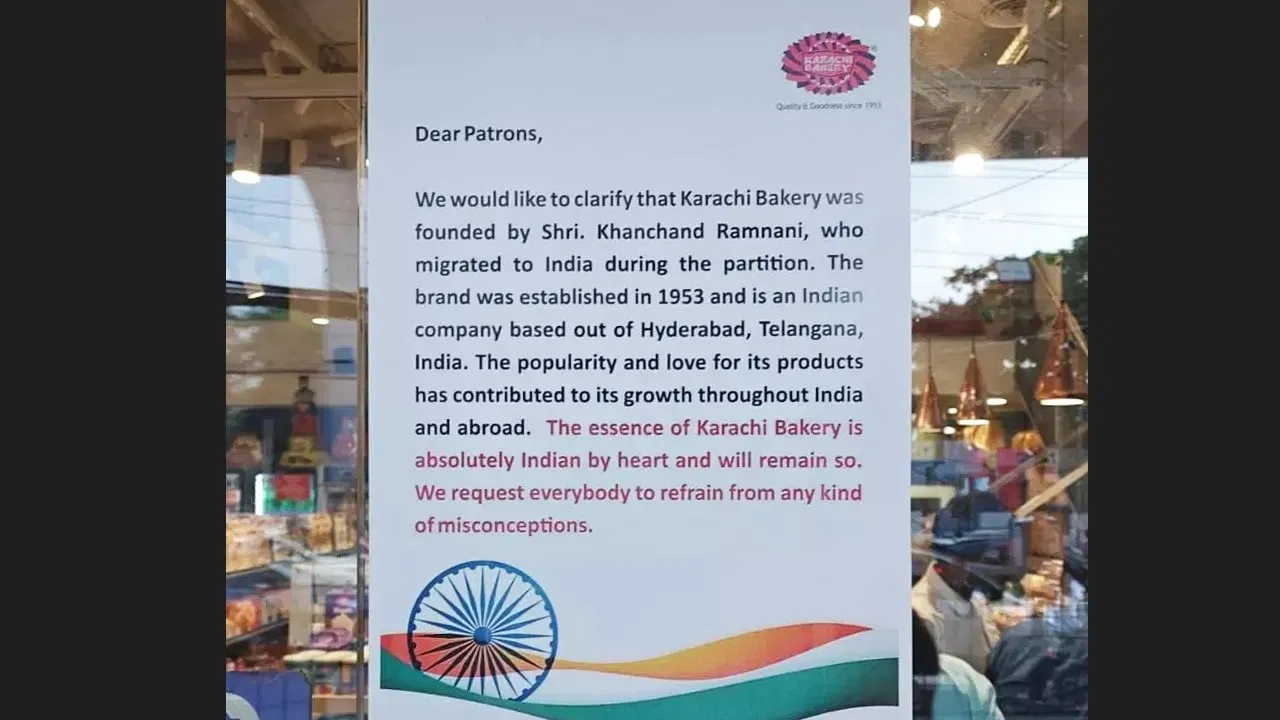 KARACHI
BAKERY
®
Quality & Goodness since 1953
Dear Patrons,
We would like to clarify that Karachi Bakery was
founded by Shri. Khanchand Ramnani, who
migrated to India during the partition. The
brand was established in 1953 and is an Indian
company based out of Hyderabad, Telangana,
India. The popularity and love for its products
has contributed to its growth throughout India
and abroad. The essence of Karachi Bakery is
absolutely Indian by heart and will remain so.
We request everybody to refrain from any kind
of misconceptions.